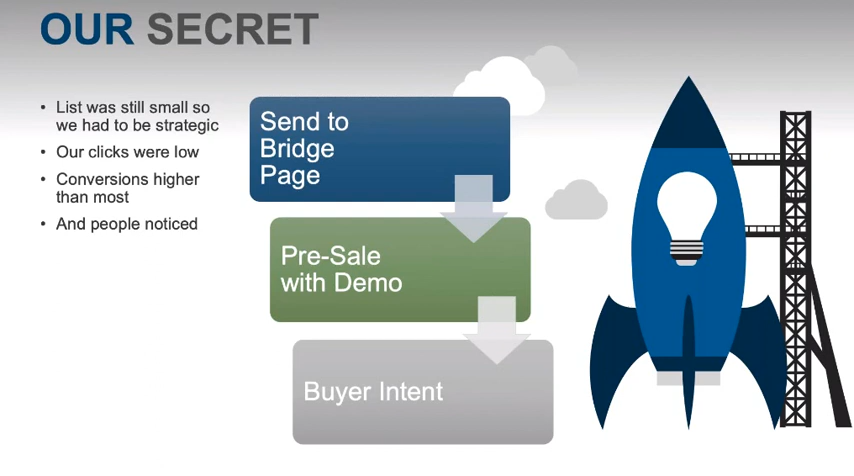 OUR SECRET
• List was still small so
we had to be strategic
• Our clicks were low
• Conversions higher
than most
• And people noticed
Send to
Bridge
Page
Pre-Sale
with Demo
Buyer Intent